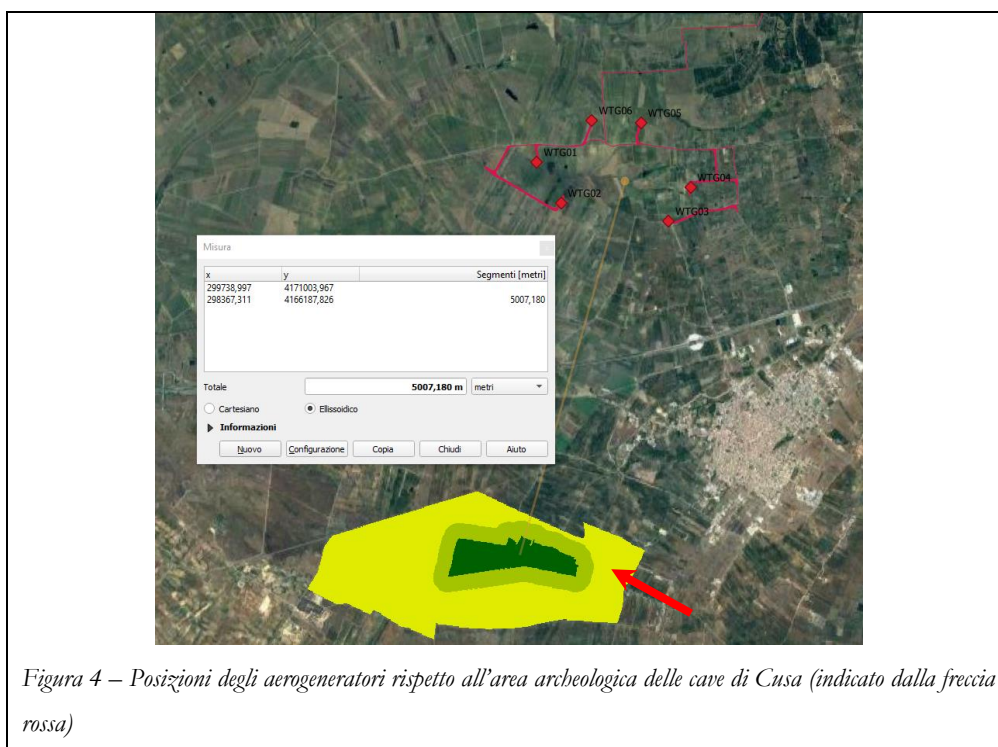 WTG06
WTG05
WTG01
WTG04
WTG02
WTG03
Misura
x y Segmenti [metri]
299738,997 4171003,967
298367,311 4166187,826 5007,180
Totale 5007,180 m metri
Cartesiano Ellissoidico
Informazioni
Nuovo Configurazione Copia Chiudi Aiuto
Figura 4 – Posizioni degli aerogeneratori rispetto all’area archeologica delle cave di Cusa (indicato dalla freccia
rossa)